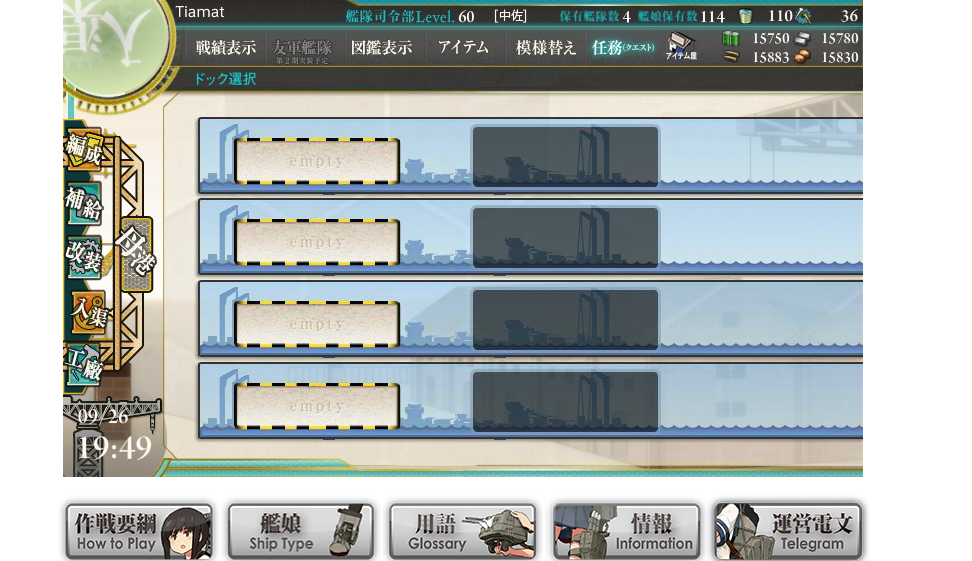 Tiamat
艦隊司令部Level. 60 [中佐]
保有艦隊数 4 艦娘保有数 114 110 36
戦績表示 友軍艦隊 図鑑表示 アイテム 模様替え 任務(クエスト) アイテム屋
第2期実装予定
15750 15780
15883 15830
ドック選択
編成
補給
改装
入渠
工廠
母港
empty
empty
empty
empty
09/26
19:49
作戦要綱 艦娘 用語 情報 運営電文
How to Play Ship Type Glossary Information Telegram